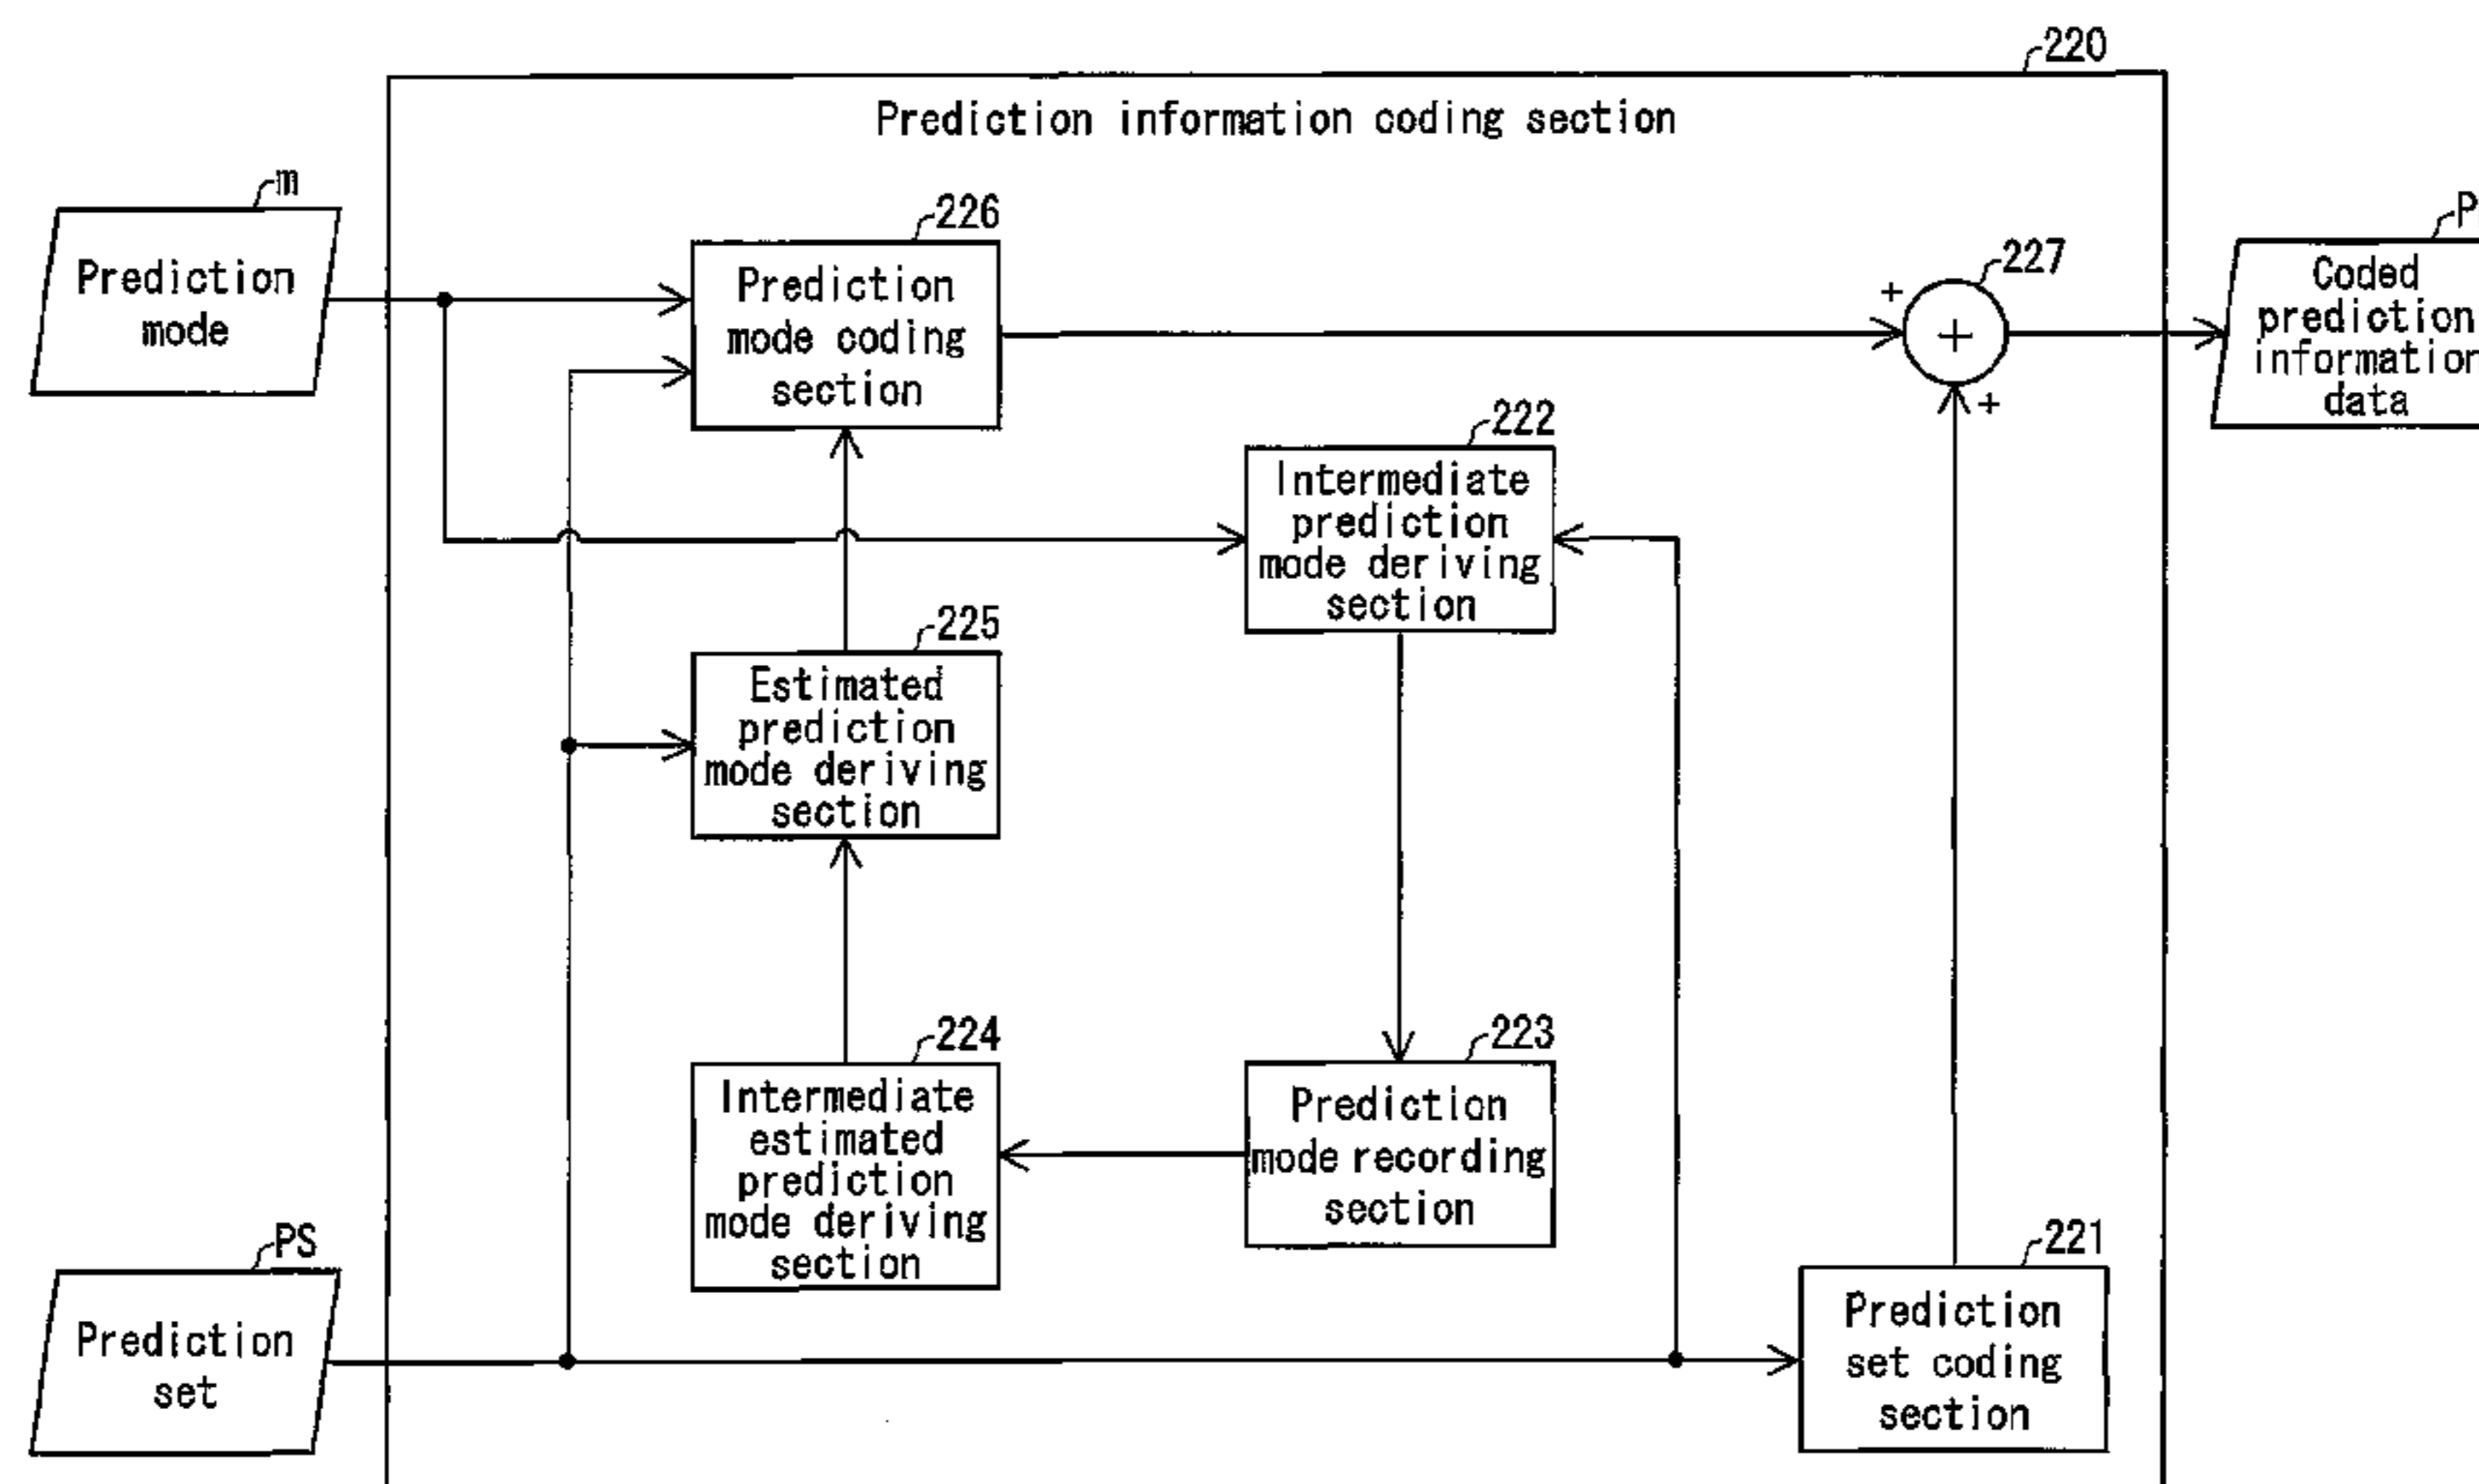 220
Prediction information coding section
m
Prediction
mode
226
Prediction
mode coding
section
+
227
+
+
P
Coded
prediction
information
data
222
Intermediate
prediction
mode deriving
section
225
Estimated
prediction
mode deriving
section
224
Intermediate
estimated
prediction
mode deriving
section
223
Prediction
mode recording
section
PS
Prediction
set
221
Prediction
set coding
section